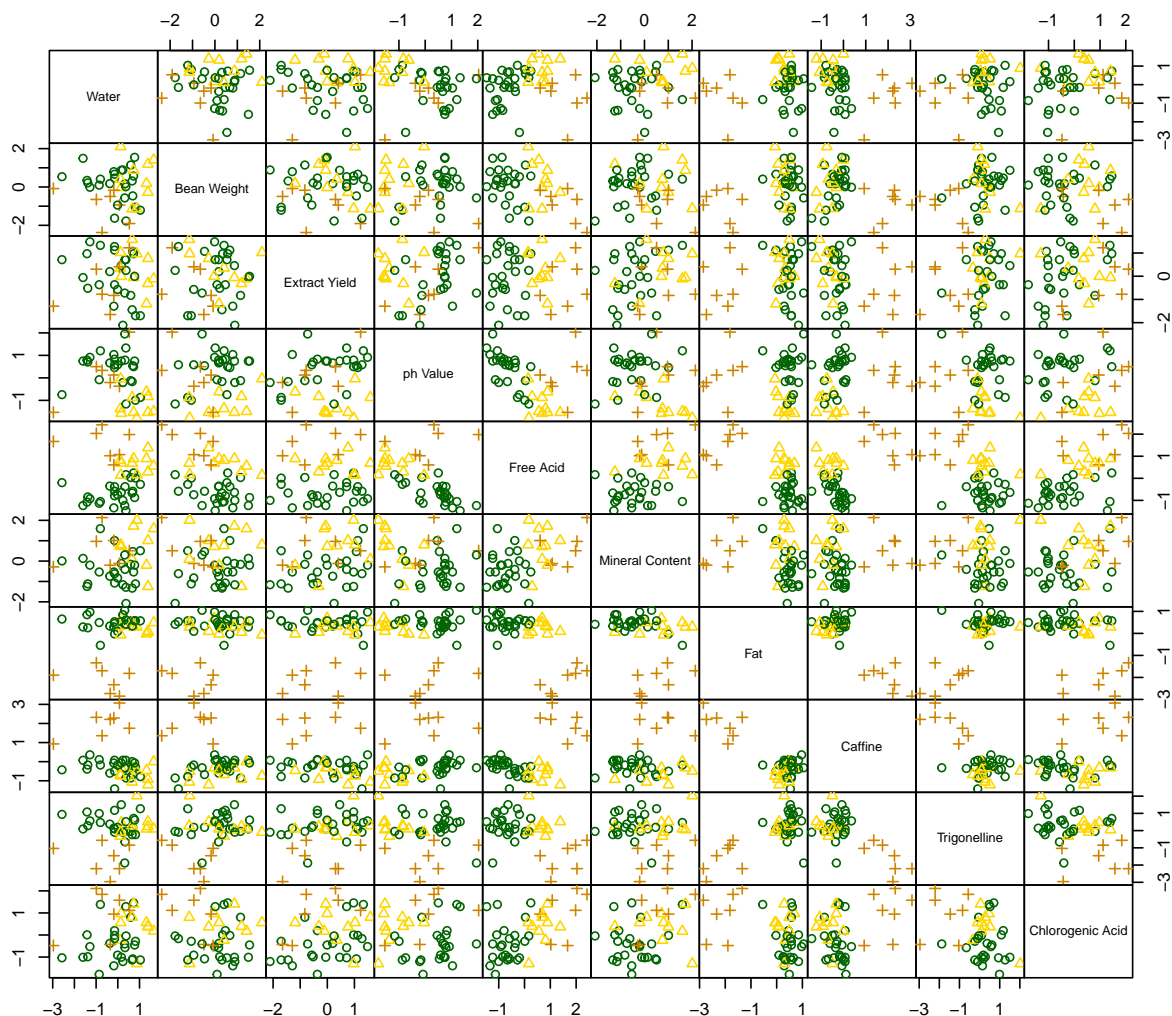 −2 0 2 −1 1 −2 0 2 −1 1 3 −1 1 2
Water
−3 −1 1
−2 0 2
Bean Weight
Extract Yield
−2 0
−1 1
ph Value
Free Acid
−1 1
−2 0 2
Mineral Content
Fat
−3 −1 1
−1 1 3
Caffine
Trigonelline
−3 −1 1
−1 1
Chlorogenic Acid
−3 −1 1 −2 0 −1 1 2 −3 −1 1 −3 −1 1